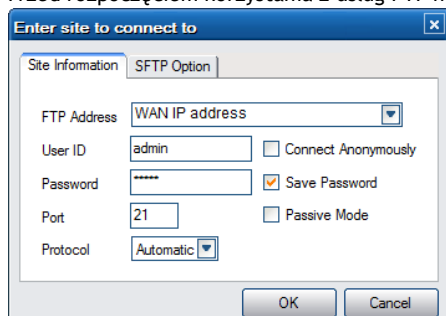 Enter site to connect to
Site Information SFTP Option
FTP Address WAN IP address
User ID admin Connect Anonymously
Password ***** Save Password
Port 21 Passive Mode
Protocol Automatic
OK Cancel